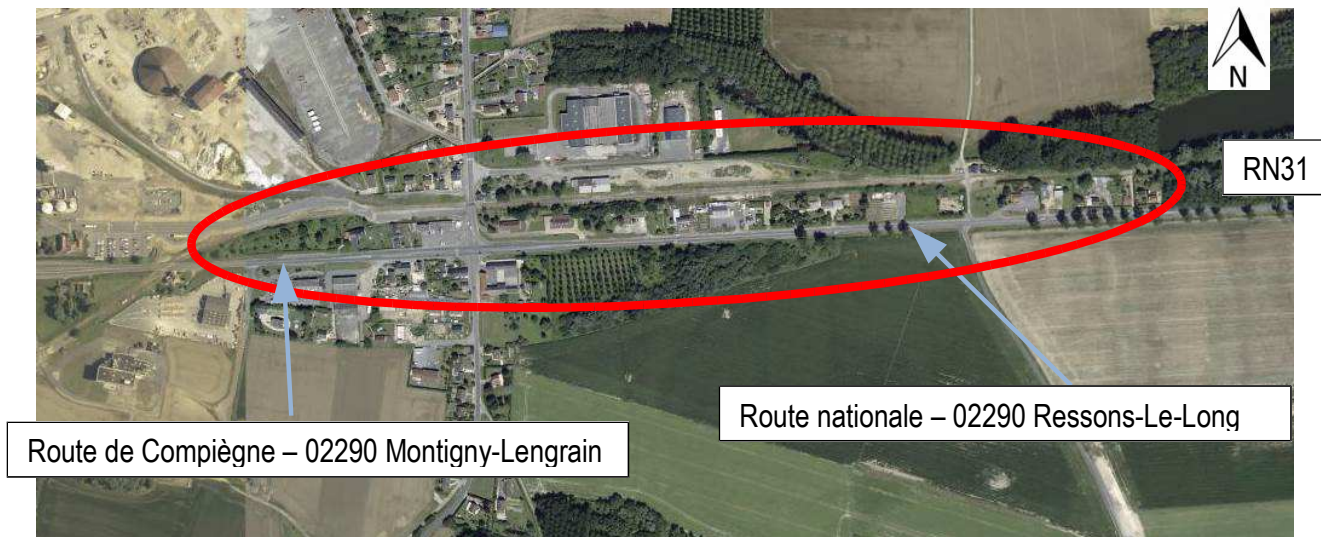 N
RN31
Route nationale – 02290 Ressons-Le-Long
Route de Compiègne – 02290 Montigny-Lengrain